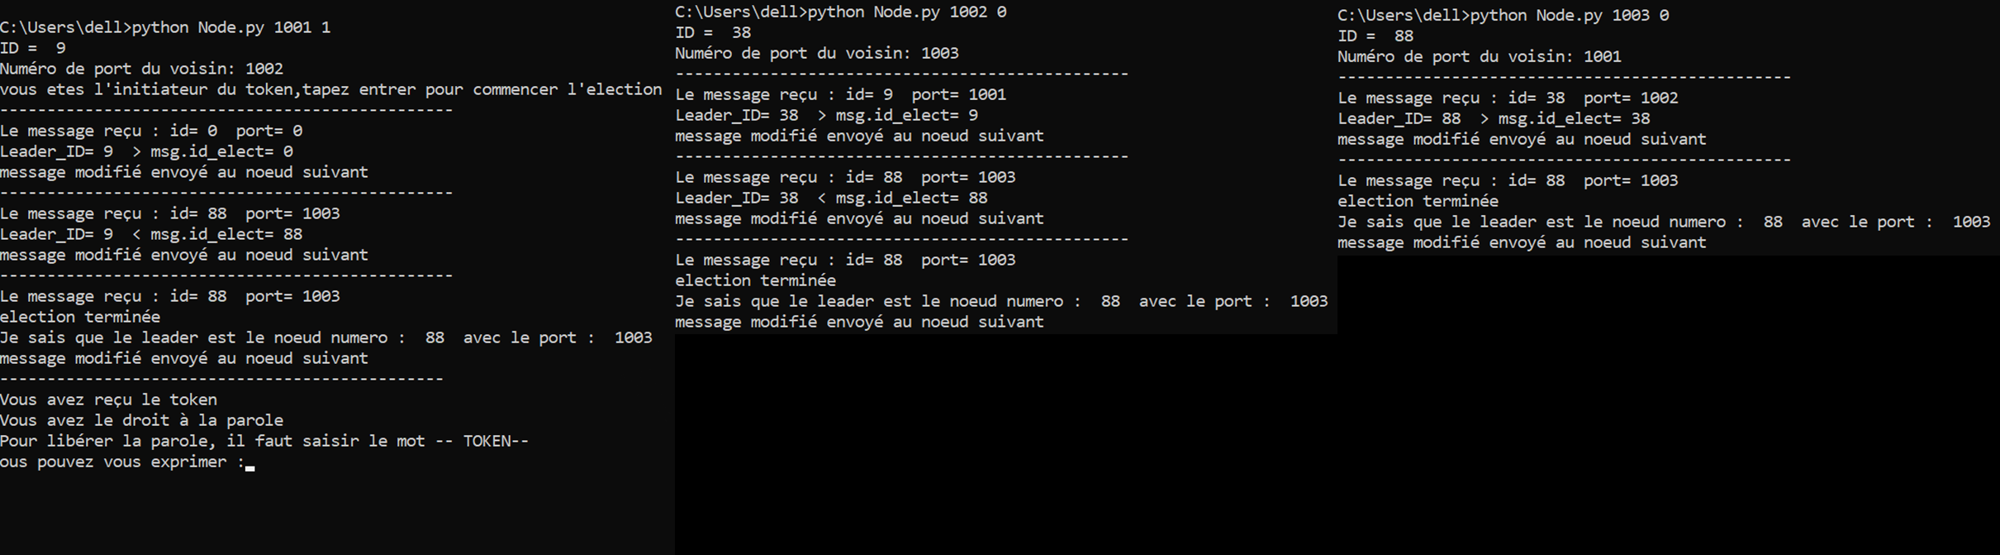 C:\Users\dell>python Node.py 1001 1
ID =  9
Numéro de port du voisin: 1002
vous etes l'initiateur du token,tapez entrer pour commencer l'election
------------------------------------------------
Le message reçu : id= 0  port= 0
Leader_ID= 9  > msg.id_elect= 0
message modifié envoyé au noeud suivant
------------------------------------------------
Le message reçu : id= 88  port= 1003
Leader_ID= 9  < msg.id_elect= 88
message modifié envoyé au noeud suivant
------------------------------------------------
Le message reçu : id= 88  port= 1003
election terminée
Je sais que le leader est le noeud numero :  88  avec le port :  1003
message modifié envoyé au noeud suivant
-----------------------------------------------
Vous avez reçu le token
Vous avez le droit à la parole
Pour libérer la parole, il faut saisir le mot -- TOKEN--
ous pouvez vous exprimer :
C:\Users\dell>python Node.py 1002 0
ID =  38
Numéro de port du voisin: 1003
------------------------------------------------
Le message reçu : id= 9  port= 1001
Leader_ID= 38  > msg.id_elect= 9
message modifié envoyé au noeud suivant
------------------------------------------------
Le message reçu : id= 88  port= 1003
Leader_ID= 38  < msg.id_elect= 88
message modifié envoyé au noeud suivant
------------------------------------------------
Le message reçu : id= 88  port= 1003
election terminée
Je sais que le leader est le noeud numero :  88  avec le port :  1003
message modifié envoyé au noeud suivant
C:\Users\dell>python Node.py 1003 0
ID =  88
Numéro de port du voisin: 1001
------------------------------------------------
Le message reçu : id= 38  port= 1002
Leader_ID= 88  > msg.id_elect= 38
message modifié envoyé au noeud suivant
------------------------------------------------
Le message reçu : id= 88  port= 1003
election terminée
Je sais que le leader est le noeud numero :  88  avec le port :  1003
message modifié envoyé au noeud suivant